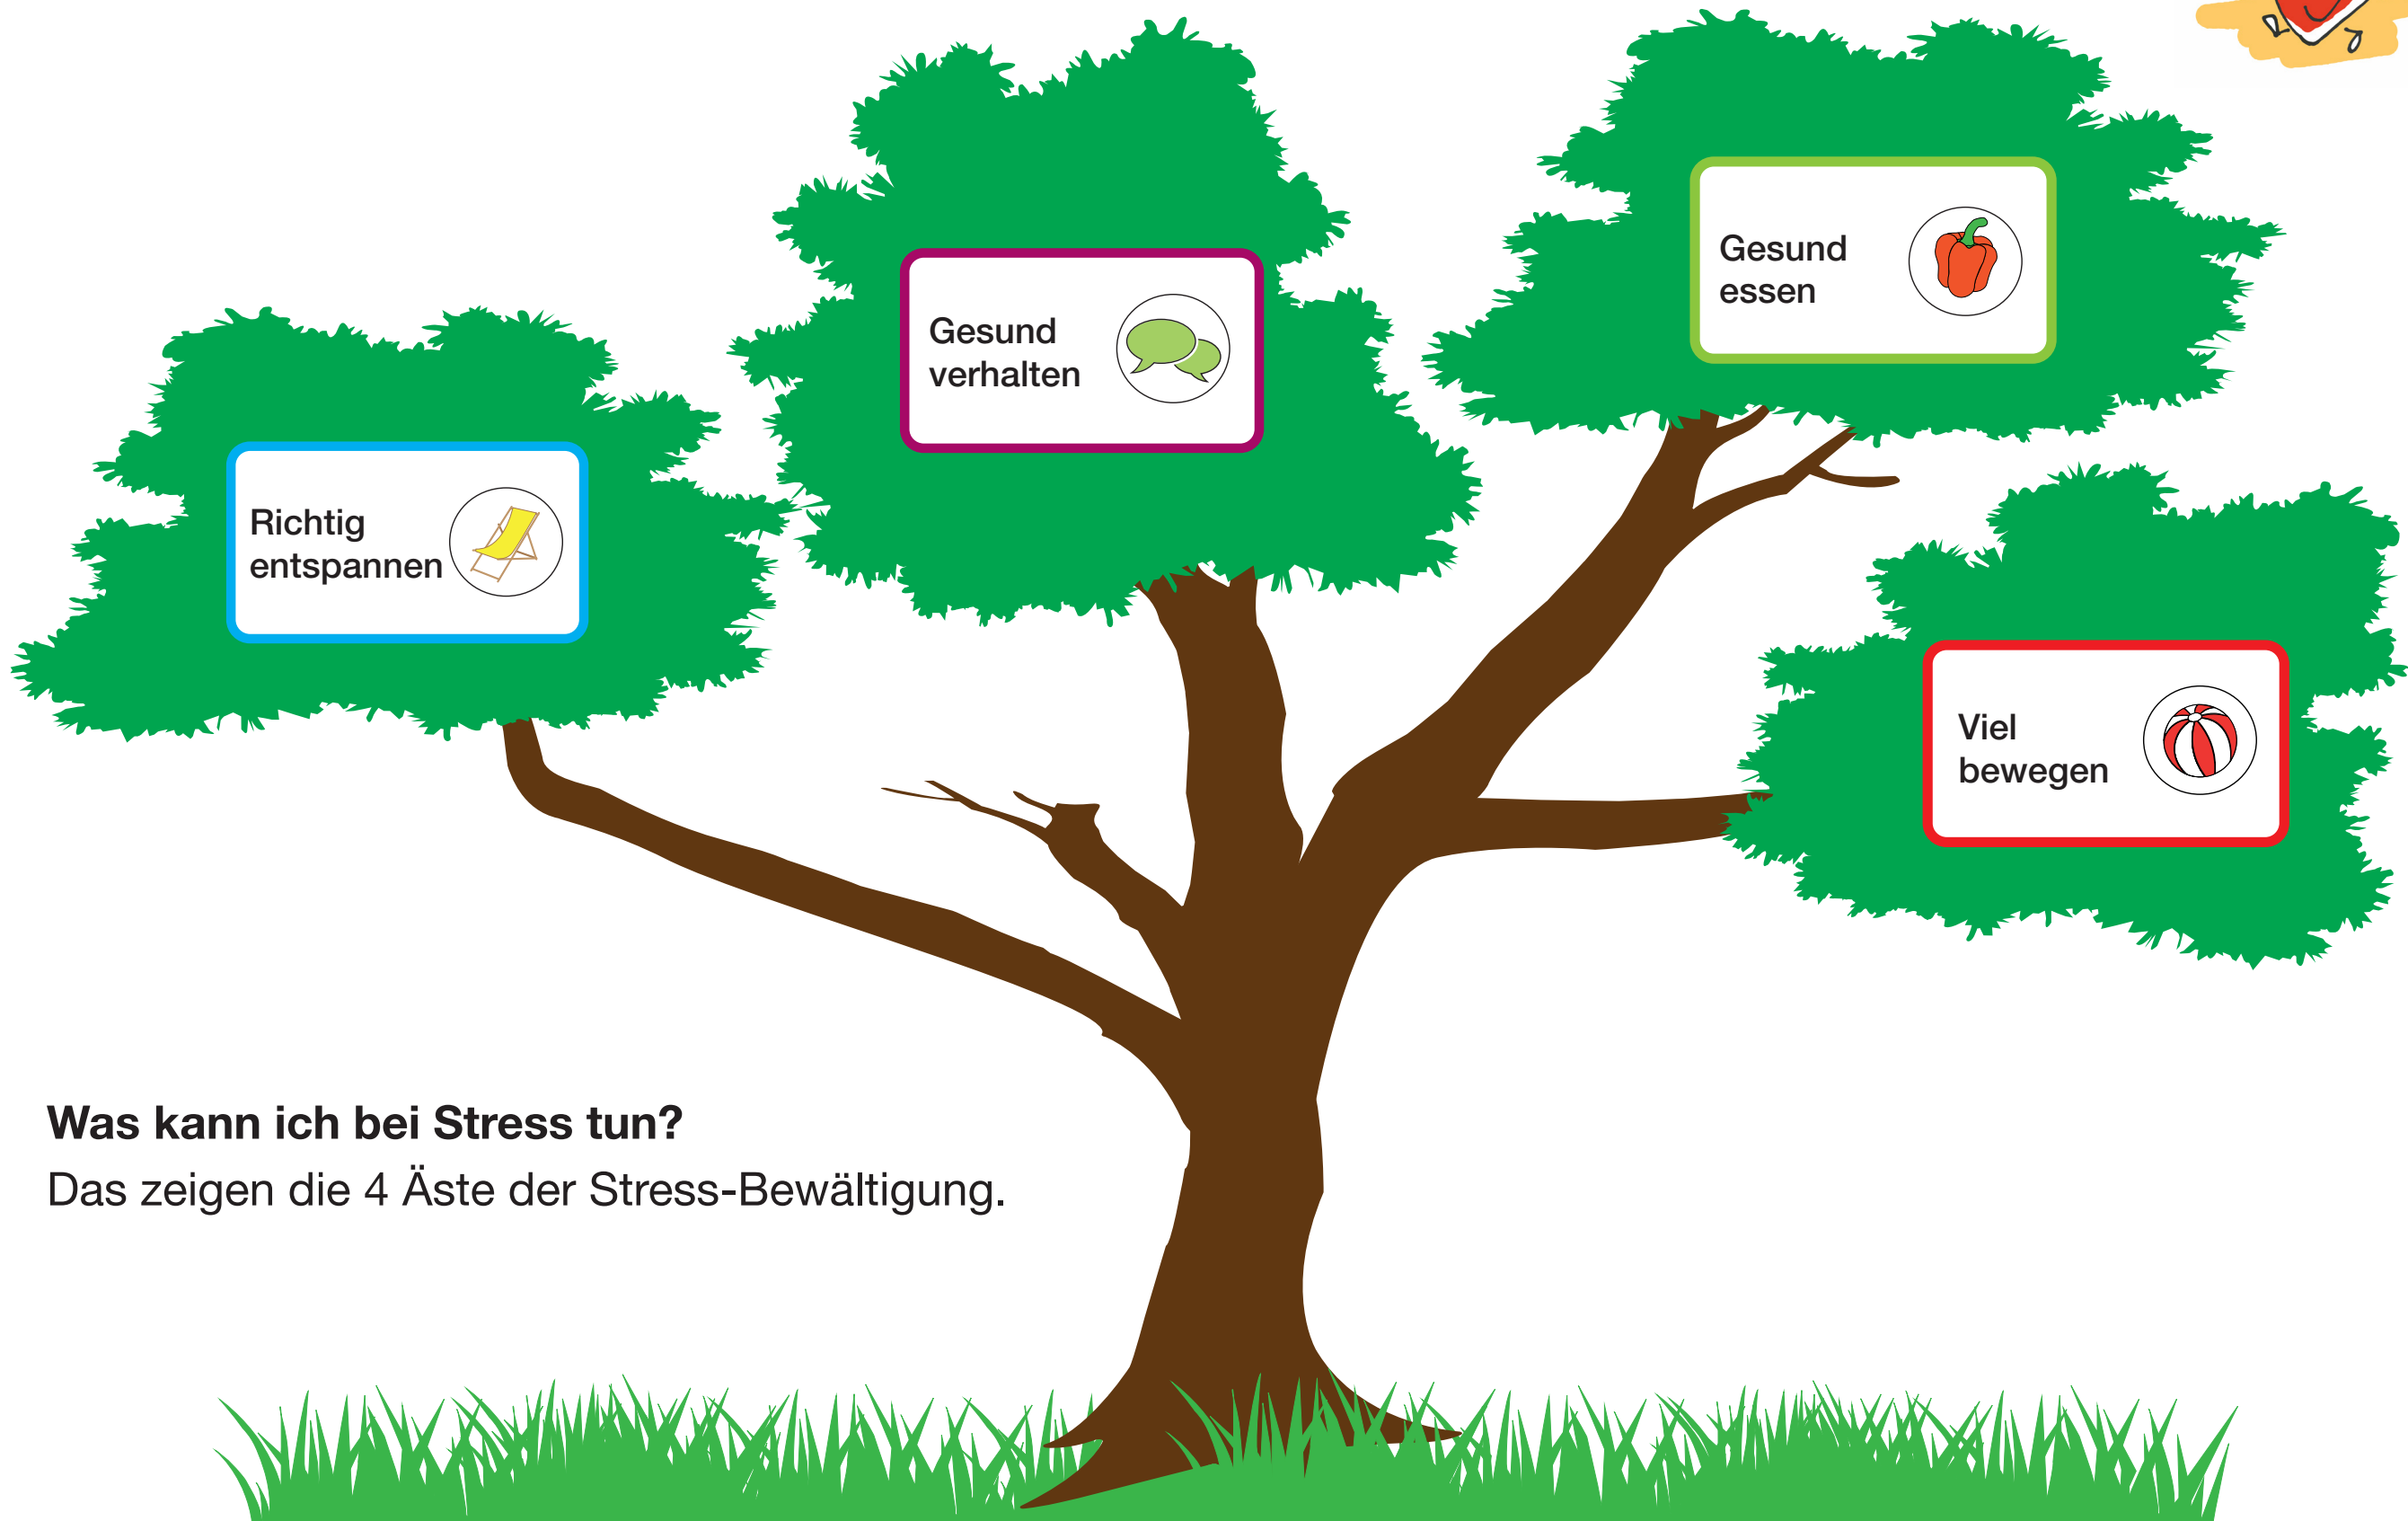 Gesund
essen
Gesund
verhalten
Richtig
entspannen
Viel
bewegen
Was kann ich bei Stress tun?
Das zeigen die 4 Äste der Stress-Bewältigung.